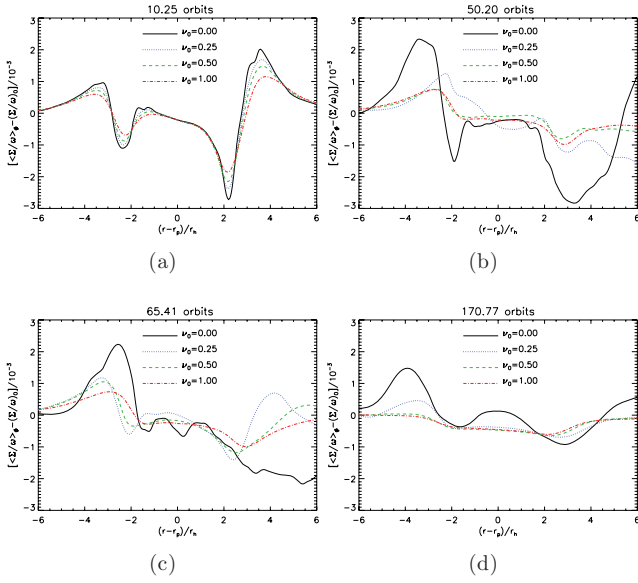 10.25 orbits
ν₀=0.00
ν₀=0.25
ν₀=0.50
ν₀=1.00
[<Σ/ω>ᵩ-(Σ/ω)₀]/10⁻³
3
2
1
0
-1
-2
-3
-6 -4 -2 0 2 4 6
(r-rₚ)/rₕ
(a)
50.20 orbits
ν₀=0.00
ν₀=0.25
ν₀=0.50
ν₀=1.00
[<Σ/ω>ᵩ-(Σ/ω)₀]/10⁻³
3
2
1
0
-1
-2
-3
-6 -4 -2 0 2 4 6
(r-rₚ)/rₕ
(b)
65.41 orbits
ν₀=0.00
ν₀=0.25
ν₀=0.50
ν₀=1.00
[<Σ/ω>ᵩ-(Σ/ω)₀]/10⁻³
3
2
1
0
-1
-2
-3
-6 -4 -2 0 2 4 6
(r-rₚ)/rₕ
(c)
170.77 orbits
ν₀=0.00
ν₀=0.25
ν₀=0.50
ν₀=1.00
[<Σ/ω>ᵩ-(Σ/ω)₀]/10⁻³
3
2
1
0
-1
-2
-3
-6 -4 -2 0 2 4 6
(r-rₚ)/rₕ
(d)